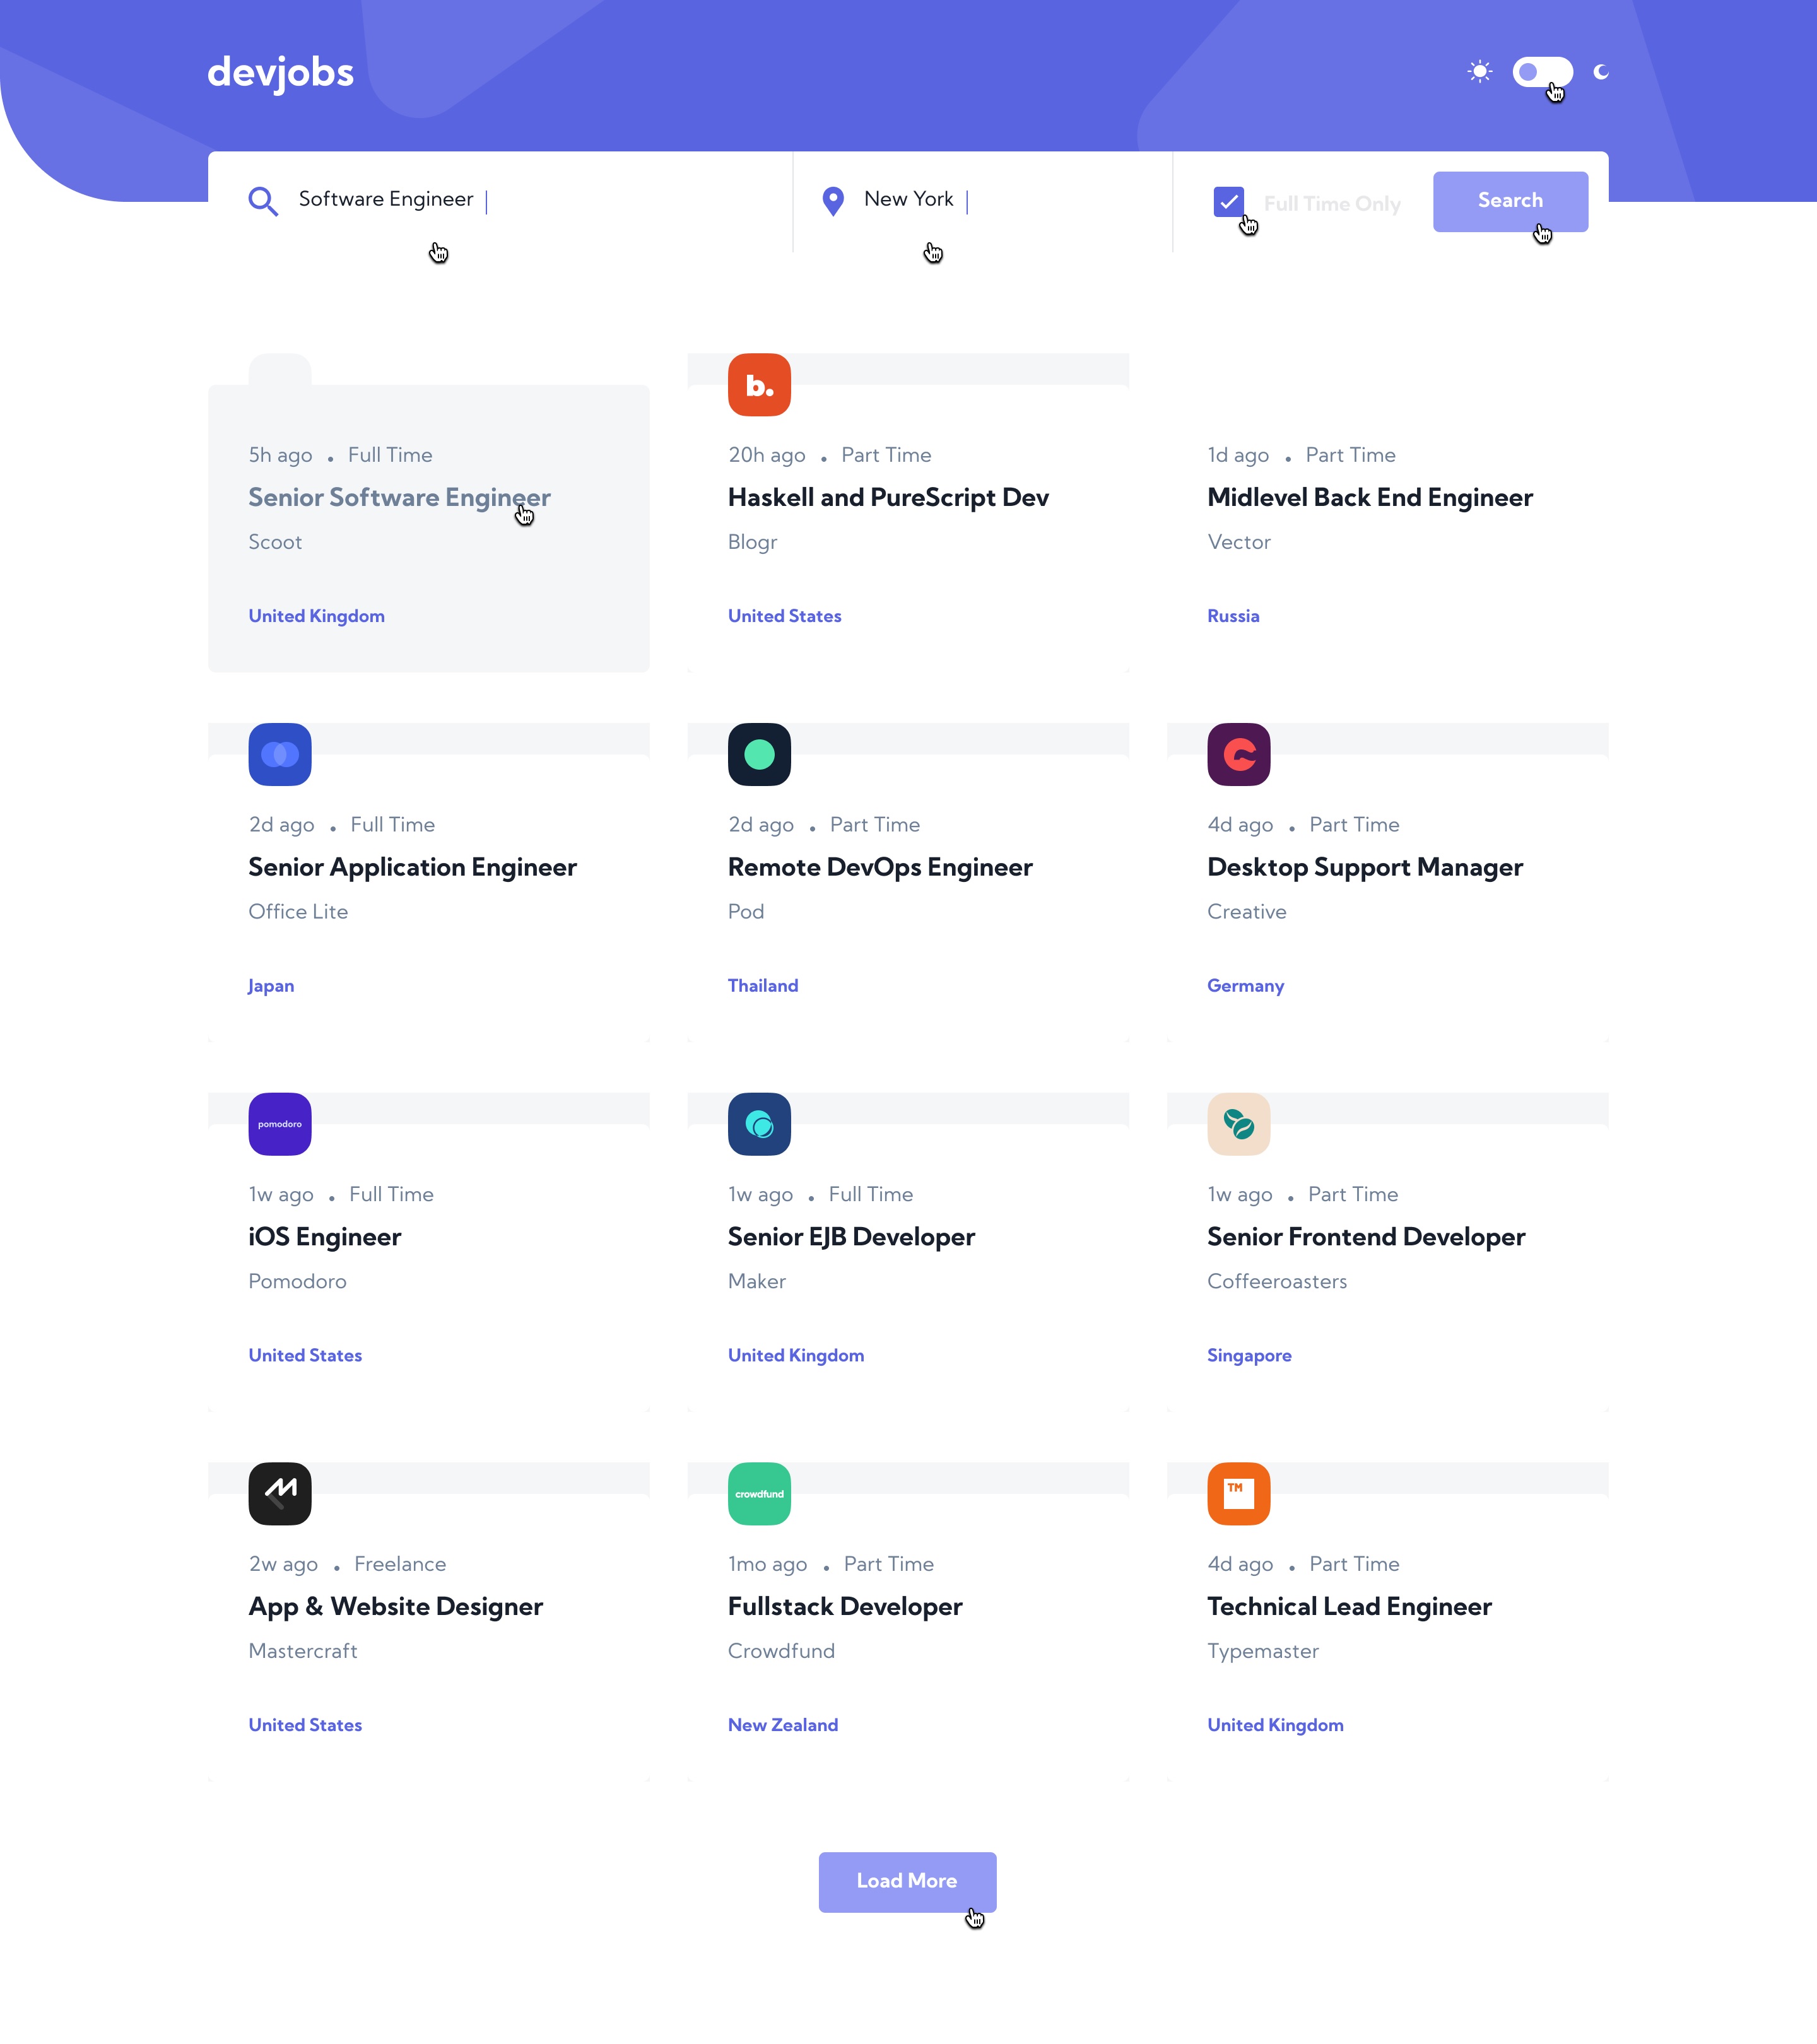 devjobs
Software Engineer
New York
Full Time Only
Search
5h ago . Full Time
Senior Software Engineer
Scoot
United Kingdom
b.
20h ago . Part Time
Haskell and PureScript Dev
Blogr
United States
1d ago . Part Time
Midlevel Back End Engineer
Vector
Russia
2d ago . Full Time
Senior Application Engineer
Office Lite
Japan
2d ago . Part Time
Remote DevOps Engineer
Pod
Thailand
4d ago . Part Time
Desktop Support Manager
Creative
Germany
pomodoro
1w ago . Full Time
iOS Engineer
Pomodoro
United States
1w ago . Full Time
Senior EJB Developer
Maker
United Kingdom
1w ago . Part Time
Senior Frontend Developer
Coffeeroasters
Singapore
2w ago . Freelance
App & Website Designer
Mastercraft
United States
crowdfund
1mo ago . Part Time
Fullstack Developer
Crowdfund
New Zealand
TM
4d ago . Part Time
Technical Lead Engineer
Typemaster
United Kingdom
Load More